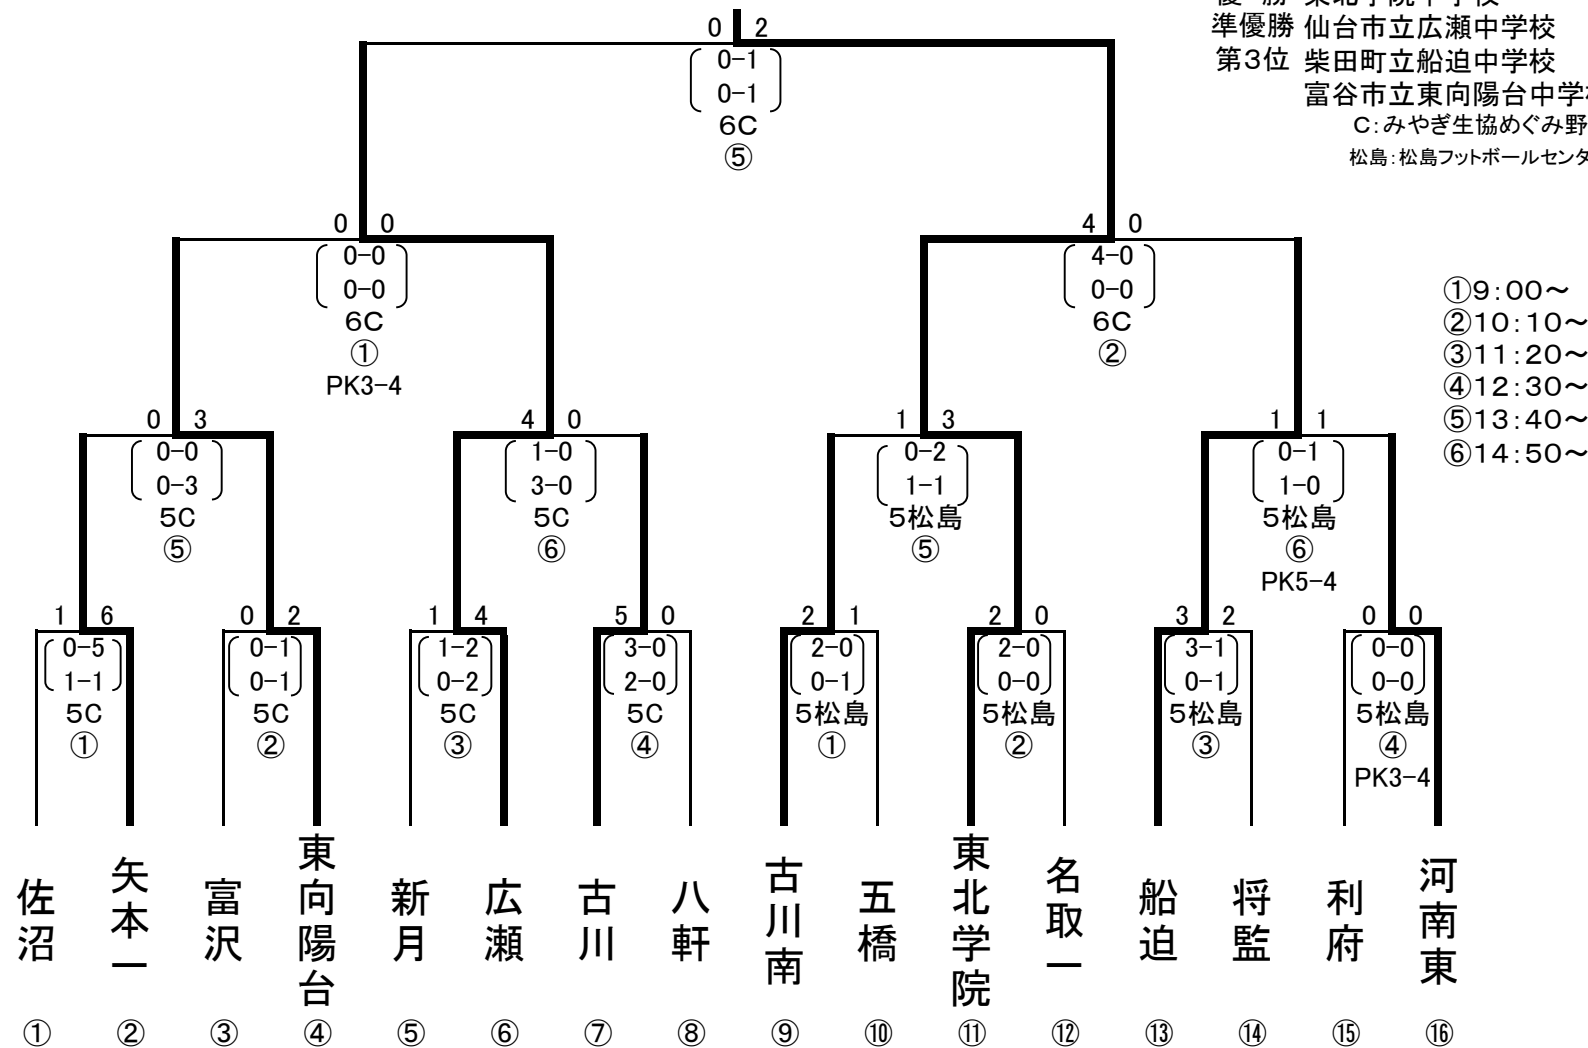 0 2
準優勝 仙台市立広瀬中学校
第3位 柴田町立船迫中学校
富谷市立東向陽台中学
C:みやぎ生協めぐみ野
松島:松島フットボールセンタ
0-1
0-1
6C
⑤
0 0
0-0
0-0
6C
①
PK3-4
4 0
4-0
0-0
6C
②
①9:00~
②10:10~
③11:20~
④12:30~
⑤13:40~
⑥14:50~
0 3
0-0
0-3
5C
⑤
4 0
1-0
3-0
5C
⑥
1 3
0-2
1-1
5松島
⑤
1 1
0-1
1-0
5松島
⑥
PK5-4
1 6
0-5
1-1
5C
①
0 2
0-1
0-1
5C
②
1 4
1-2
0-2
5C
③
5 0
3-0
2-0
5C
④
2 1
2-0
0-1
5松島
①
2 0
2-0
0-0
5松島
②
3 2
3-1
0-1
5松島
③
0 0
0-0
0-0
5松島
④
PK3-4
佐沼
矢本一
富沢
東向陽台
新月
広瀬
古川
八軒
古川南
五橋
東北学院
名取一
船迫
将監
利府
河南東
① ② ③ ④ ⑤ ⑥ ⑦ ⑧ ⑨ ⑩ ⑪ ⑫ ⑬ ⑭ ⑮ ⑯